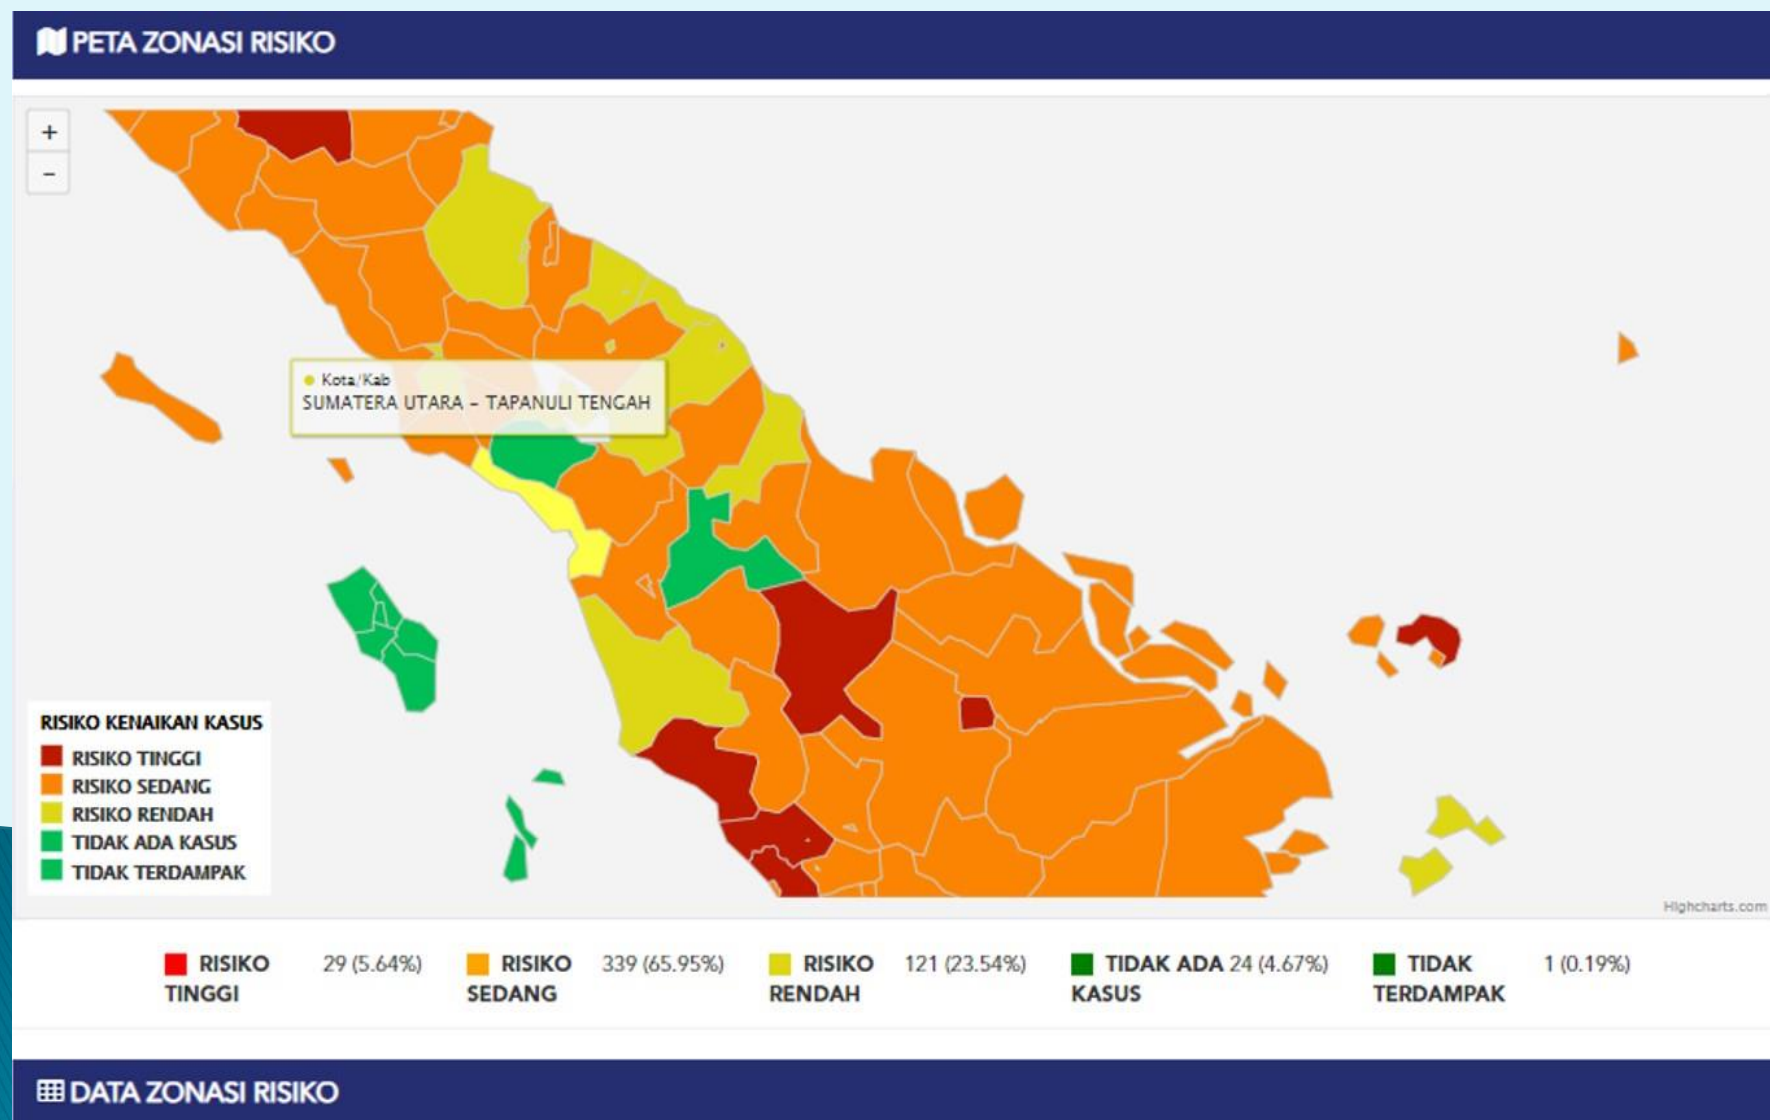 PETA ZONASI RISIKO
+
−
Kota/Kab
SUMATERA UTARA – TAPANULI TENGAH
RISIKO KENAIKAN KASUS
RISIKO TINGGI
RISIKO SEDANG
RISIKO RENDAH
TIDAK ADA KASUS
TIDAK TERDAMPAK
Highcharts.com
RISIKO TINGGI 29 (5.64%)
RISIKO SEDANG 339 (65.95%)
RISIKO RENDAH 121 (23.54%)
TIDAK ADA KASUS 24 (4.67%)
TIDAK TERDAMPAK 1 (0.19%)
DATA ZONASI RISIKO